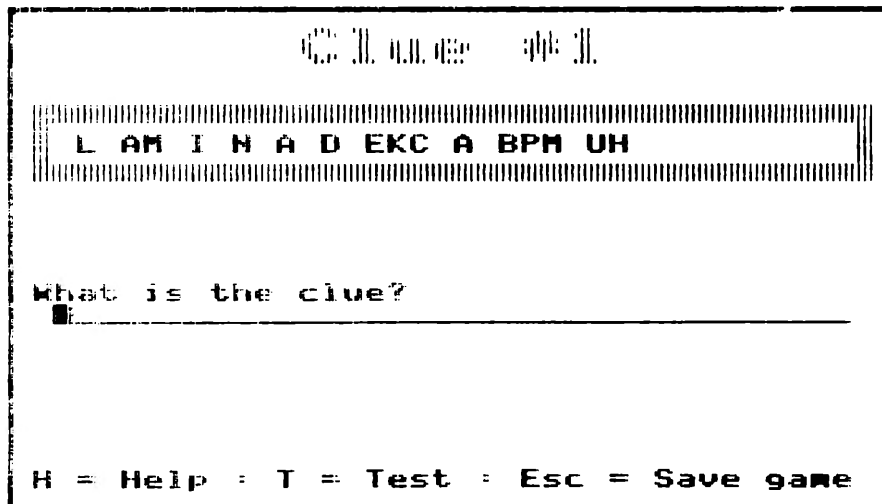 Clue #1
L AM I N A D EKC A BPM UH
What is the clue?
H = Help : T = Test : Esc = Save game